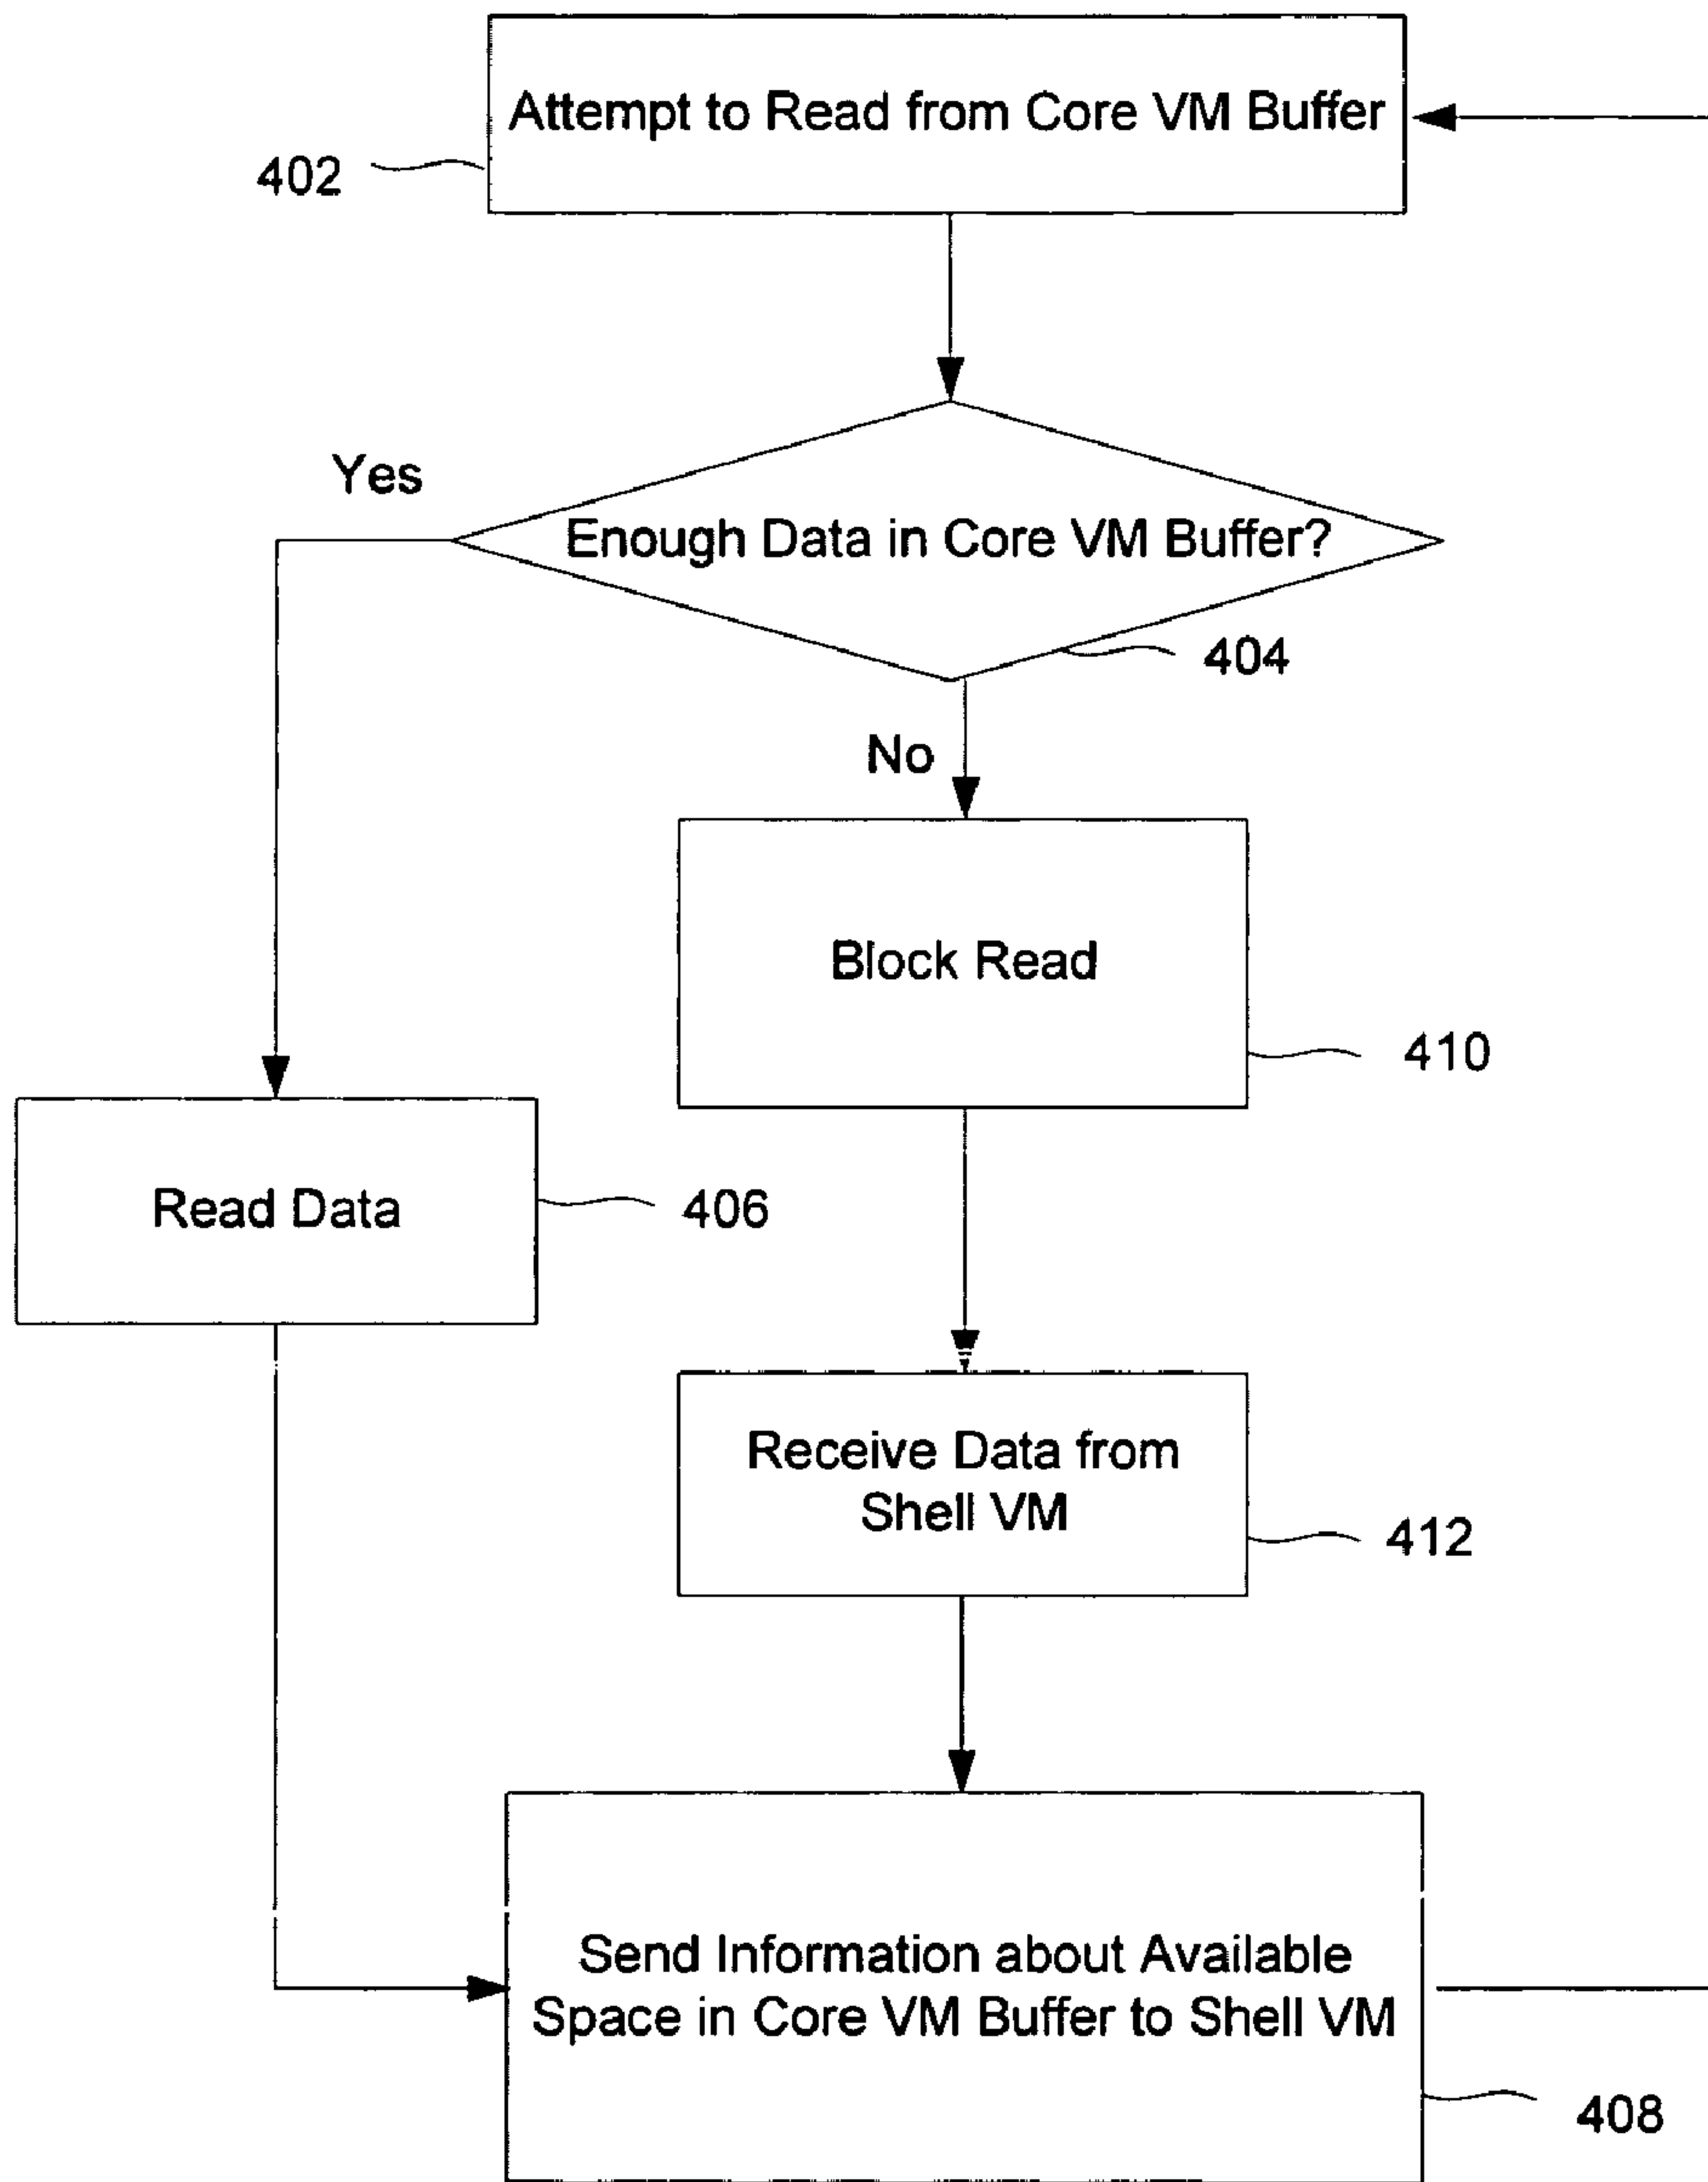 Attempt to Read from Core VM Buffer
402
Yes
Enough Data in Core VM Buffer?
404
No
Block Read
410
Read Data
406
Receive Data from
Shell VM
412
Send Information about Available
Space in Core VM Buffer to Shell VM
408